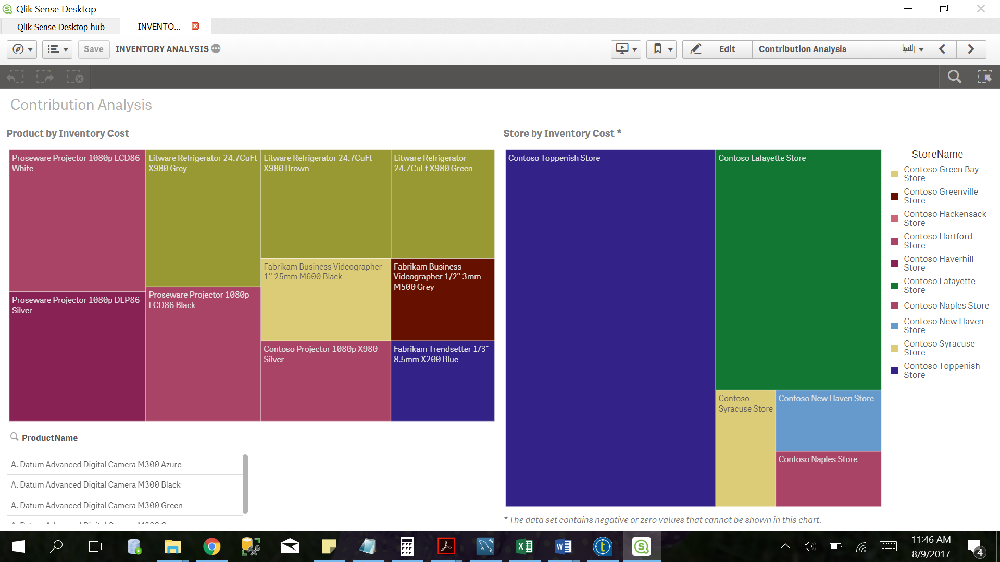 Qlik Sense Desktop
Qlik Sense Desktop hub
INVENTO...
Save
INVENTORY ANALYSIS
Edit
Contribution Analysis
Contribution Analysis
Product by Inventory Cost
Proseware Projector 1080p LCD86
White
Litware Refrigerator 24.7CuFt
X980 Grey
Litware Refrigerator 24.7CuFt
X980 Brown
Litware Refrigerator
24.7CuFt X980 Green
Fabrikam Business Videographer
1" 25mm M600 Black
Fabrikam Business
Videographer 1/2" 3mm
M500 Grey
Proseware Projector 1080p DLP86
Silver
Proseware Projector 1080p
LCD86 Black
Contoso Projector 1080p X980
Silver
Fabrikam Trendsetter 1/3"
8.5mm X200 Blue
Store by Inventory Cost *
Contoso Toppenish Store
Contoso Lafayette Store
Contoso
Syracuse Store
Contoso New Haven Store
Contoso Naples Store
StoreName
Contoso Green Bay
Store
Contoso Greenville
Store
Contoso Hackensack
Store
Contoso Hartford
Store
Contoso Haverhill
Store
Contoso Lafayette
Store
Contoso Naples Store
Contoso New Haven
Store
Contoso Syracuse
Store
Contoso Toppenish
Store
* The data set contains negative or zero values that cannot be shown in this chart.
ProductName
A. Datum Advanced Digital Camera M300 Azure
A. Datum Advanced Digital Camera M300 Black
A. Datum Advanced Digital Camera M300 Green
11:46 AM
8/9/2017
4